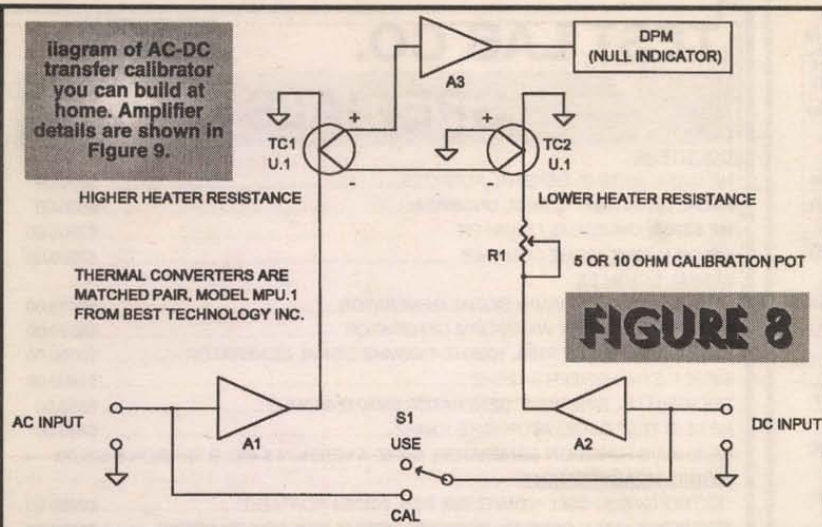 iiagram of AC-DC
transfer calibrator
you can build at
home. Amplifier
details are shown in
Figure 9.
A3
DPM
(NULL INDICATOR)
+
+
TC1
U.1
TC2
U.1
-
-
HIGHER HEATER RESISTANCE
LOWER HEATER RESISTANCE
R1
5 OR 10 OHM CALIBRATION POT
THERMAL CONVERTERS ARE
MATCHED PAIR, MODEL MPU.1
FROM BEST TECHNOLOGY INC.
FIGURE 8
AC INPUT
A1
S1
USE
CAL
A2
DC INPUT